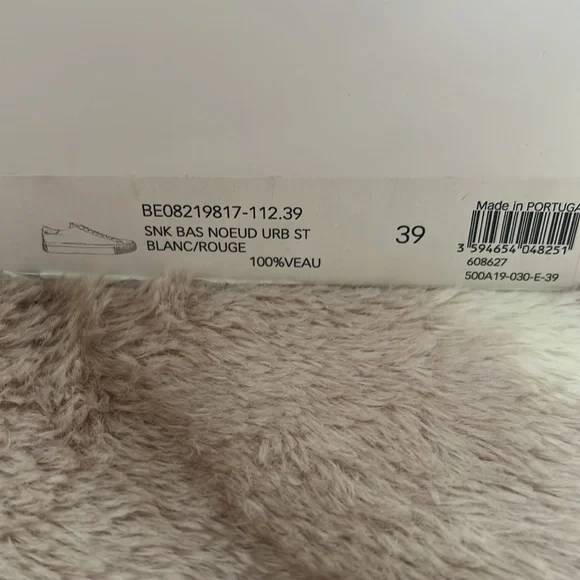 BE08219817-112.39
SNK BAS NOEUD URB ST
BLANC/ROUGE
100%VEAU
39
Made in PORTUGA
3 594654 048251
608627
500A19-030-E-39